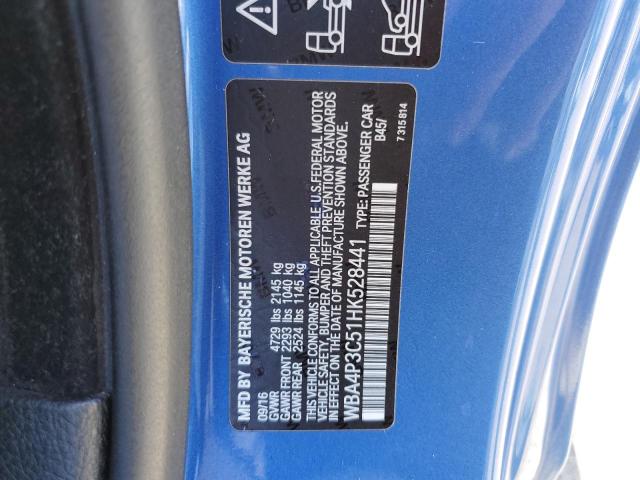 MFD BY BAYERISCHE MOTOREN WERKE AG
09/16
GVWR 4729 lbs 2145 kg
GAWR FRONT 2293 lbs 1040 kg
GAWR REAR 2524 lbs 1145 kg
THIS VEHICLE CONFORMS TO ALL APPLICABLE U.S.FEDERAL MOTOR
VEHICLE SAFETY, BUMPER AND THEFT PREVENTION STANDARDS
IN EFFECT ON THE DATE OF MANUFACTURE SHOWN ABOVE.
WBA4P3C51HK528441 TYPE: PASSENGER CAR
B45/
7 315 814